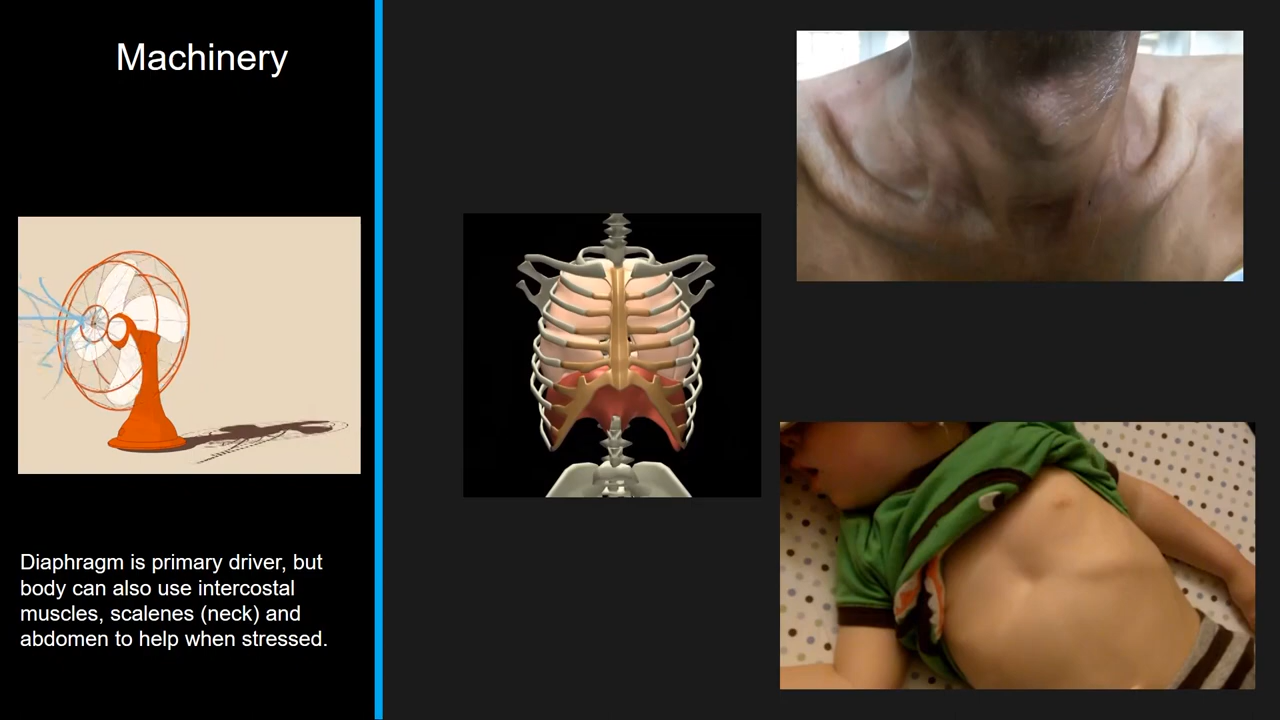 Machinery
Diaphragm is primary driver, but
body can also use intercostal
muscles, scalenes (neck) and
abdomen to help when stressed.